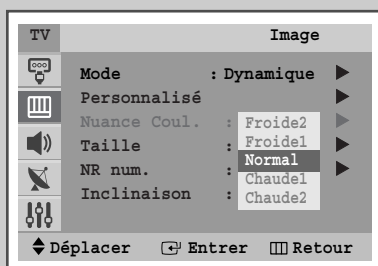 TV Image
Mode : Dynamique
Personnalisé
Nuance Coul. : Froide2
Froide1
Taille :
Normal
NR num. :
Chaude1
Inclinaison : Chaude2
Déplacer Entrer Retour